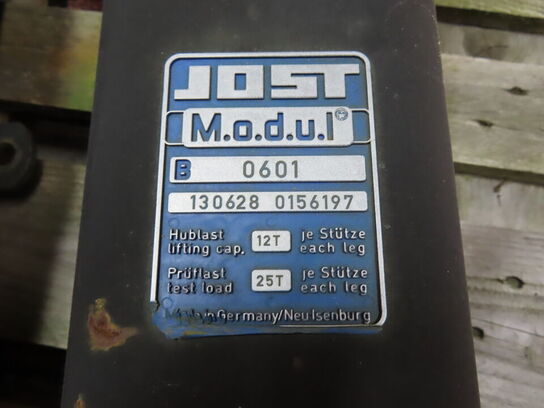 JOST
M.o.d.u.l
B 0601
130628 0156197
Hublast 12T je Stütze
lifting cap. each leg
Prüflast 25T je Stütze
test load each leg
in Germany/Neu Isenburg